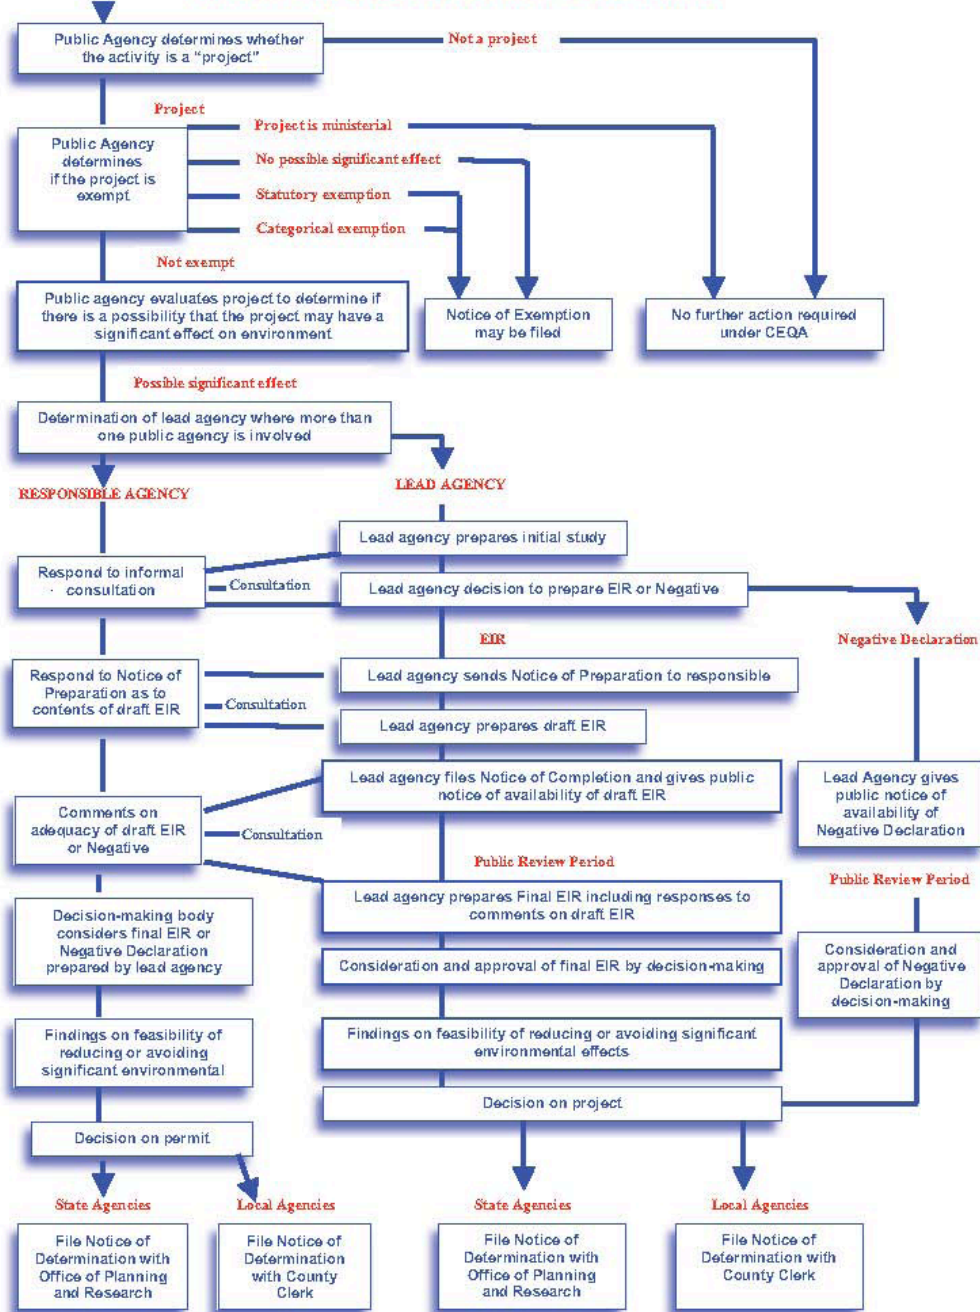 Public Agency determines whether
the activity is a “project”
Not a project
Project
Public Agency
determines
if the project is
exempt
Project is ministerial
No possible significant effect
Statutory exemption
Categorical exemption
Not exempt
Public agency evaluates project to determine if
there is a possibility that the project may have a
significant effect on environment
Notice of Exemption
may be filed
No further action required
under CEQA
Possible significant effect
Determination of lead agency where more than
one public agency is involved
RESPONSIBLE AGENCY
LEAD AGENCY
Lead agency prepares initial study
Respond to informal
consultation
Consultation
Lead agency decision to prepare EIR or Negative
EIR
Negative Declaration
Respond to Notice of
Preparation as to
contents of draft EIR
Consultation
Lead agency sends Notice of Preparation to responsible
Lead agency prepares draft EIR
Lead agency files Notice of Completion and gives public
notice of availability of draft EIR
Lead Agency gives
public notice of
availability of
Negative Declaration
Comments on
adequacy of draft EIR
or Negative
Consultation
Public Review Period
Public Review Period
Lead agency prepares Final EIR including responses to
comments on draft EIR
Decision-making body
considers final EIR or
Negative Declaration
prepared by lead agency
Consideration and approval of final EIR by decision-making
Consideration and
approval of Negative
Declaration by
decision-making
Findings on feasibility of
reducing or avoiding
significant environmental
Findings on feasibility of reducing or avoiding significant
environmental effects
Decision on project
Decision on permit
State Agencies
Local Agencies
State Agencies
Local Agencies
File Notice of
Determination with
Office of Planning
and Research
File Notice of
Determination
with County
Clerk
File Notice of
Determination with
Office of Planning
and Research
File Notice of
Determination with
County Clerk